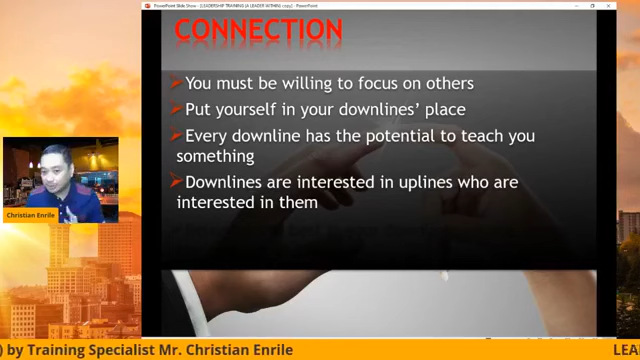 PowerPoint Slide Show - [LEADERSHIP TRAINING (A LEADER WITHIN) copy] - PowerPoint
CONNECTION
➢ You must be willing to focus on others
➢ Put yourself in your downlines' place
➢ Every downline has the potential to teach you
something
➢ Downlines are interested in uplines who are
interested in them
Christian Enrile
) by Training Specialist Mr. Christian Enrile
LEA